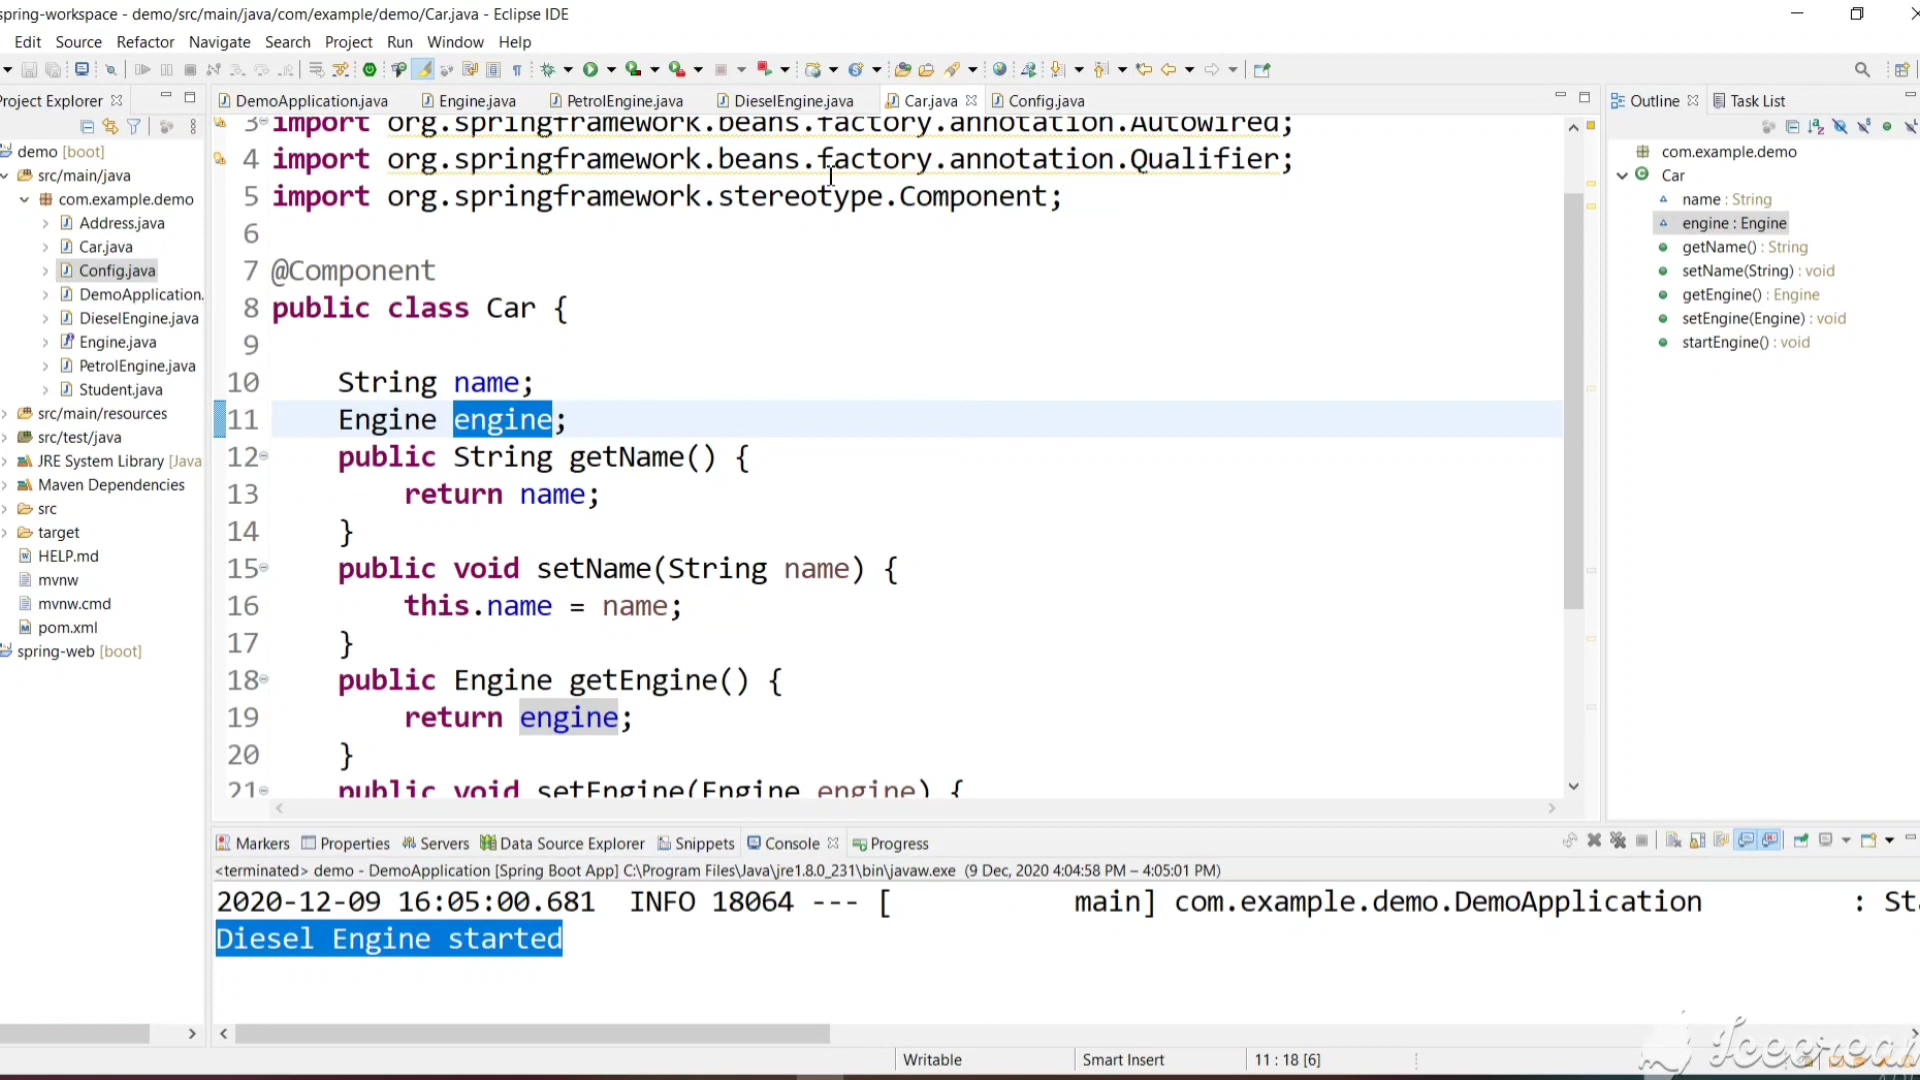 spring-workspace - demo/src/main/java/com/example/demo/Car.java - Eclipse IDE
Edit Source Refactor Navigate Search Project Run Window Help
Project Explorer
DemoApplication.java Engine.java PetrolEngine.java DieselEngine.java Car.java Config.java
Outline Task List
demo [boot]
src/main/java
com.example.demo
Address.java
Car.java
Config.java
DemoApplication.
DieselEngine.java
Engine.java
PetrolEngine.java
Student.java
src/main/resources
src/test/java
JRE System Library [Java
Maven Dependencies
src
target
HELP.md
mvnw
mvnw.cmd
pom.xml
spring-web [boot]
3 import org.springframework.beans.factory.annotation.Autowired;
4 import org.springframework.beans.factory.annotation.Qualifier;
5 import org.springframework.stereotype.Component;
6
7 @Component
8 public class Car {
9
10 String name;
11 Engine engine;
12 public String getName() {
13 return name;
14 }
15 public void setName(String name) {
16 this.name = name;
17 }
18 public Engine getEngine() {
19 return engine;
20 }
21 public void setEngine(Engine engine) {
com.example.demo
Car
name : String
engine : Engine
getName() : String
setName(String) : void
getEngine() : Engine
setEngine(Engine) : void
startEngine() : void
Markers Properties Servers Data Source Explorer Snippets Console Progress
<terminated> demo - DemoApplication [Spring Boot App] C:\Program Files\Java\jre1.8.0_231\bin\javaw.exe (9 Dec, 2020 4:04:58 PM – 4:05:01 PM)
2020-12-09 16:05:00.681 INFO 18064 --- [ main] com.example.demo.DemoApplication : Sta
Diesel Engine started
Writable Smart Insert 11 : 18 [6]
Icecream